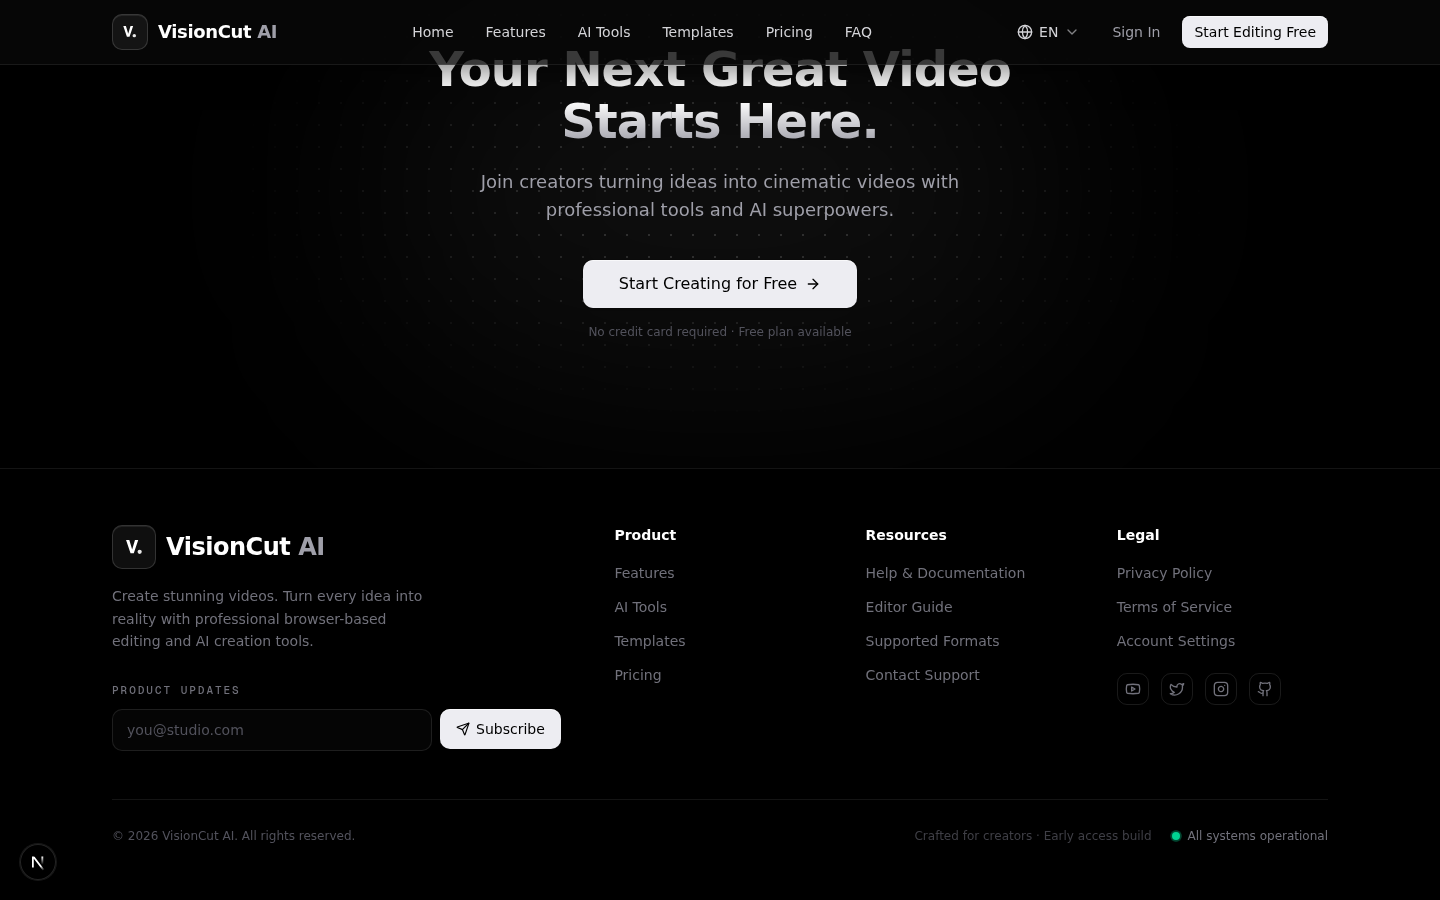 V. VisionCut AI
Home Features AI Tools Templates Pricing FAQ
EN Sign In Start Editing Free
Your Next Great Video
Starts Here.
Join creators turning ideas into cinematic videos with
professional tools and AI superpowers.
Start Creating for Free
No credit card required · Free plan available
V. VisionCut AI
Create stunning videos. Turn every idea into
reality with professional browser-based
editing and AI creation tools.
PRODUCT UPDATES
you@studio.com Subscribe
Product
Features
AI Tools
Templates
Pricing
Resources
Help & Documentation
Editor Guide
Supported Formats
Contact Support
Legal
Privacy Policy
Terms of Service
Account Settings
© 2026 VisionCut AI. All rights reserved.
Crafted for creators · Early access build
All systems operational
N